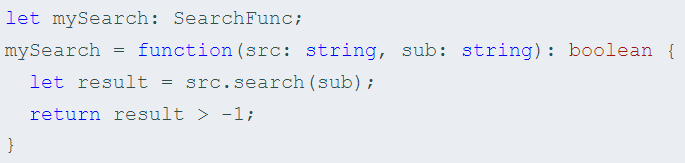 let mySearch: SearchFunc;
mySearch = function(src: string, sub: string): boolean {
  let result = src.search(sub);
  return result > -1;
}